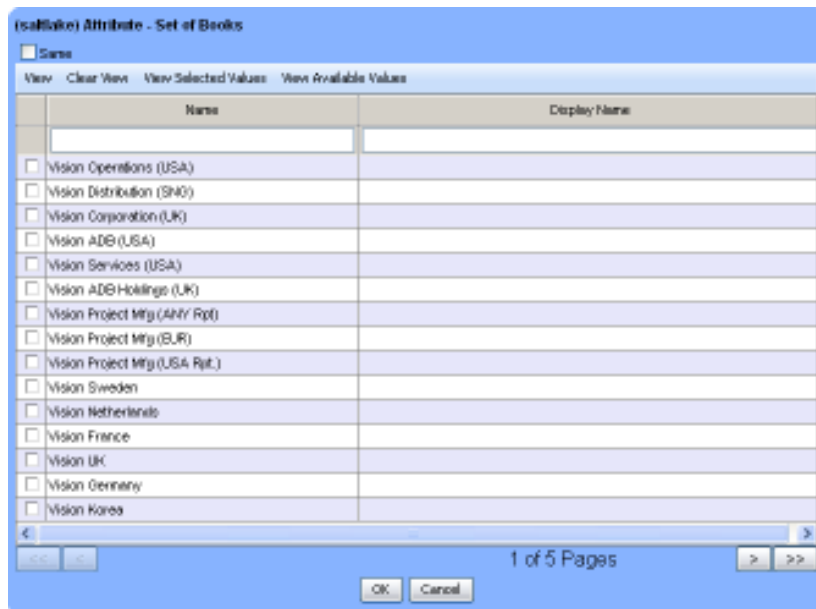 (saltlake) Attribute - Set of Books
Same
View Clear View View Selected Values View Available Values
Name Display Name
Vision Operations (USA)
Vision Distribution (SNG)
Vision Corporation (UK)
Vision ADB (USA)
Vision Services (USA)
Vision ADB Holdings (UK)
Vision Project Mfg (ANY Rpt)
Vision Project Mfg (EUR)
Vision Project Mfg (USA Rpt.)
Vision Sweden
Vision Netherlands
Vision France
Vision UK
Vision Germany
Vision Korea
<< < 1 of 5 Pages > >>
OK Cancel